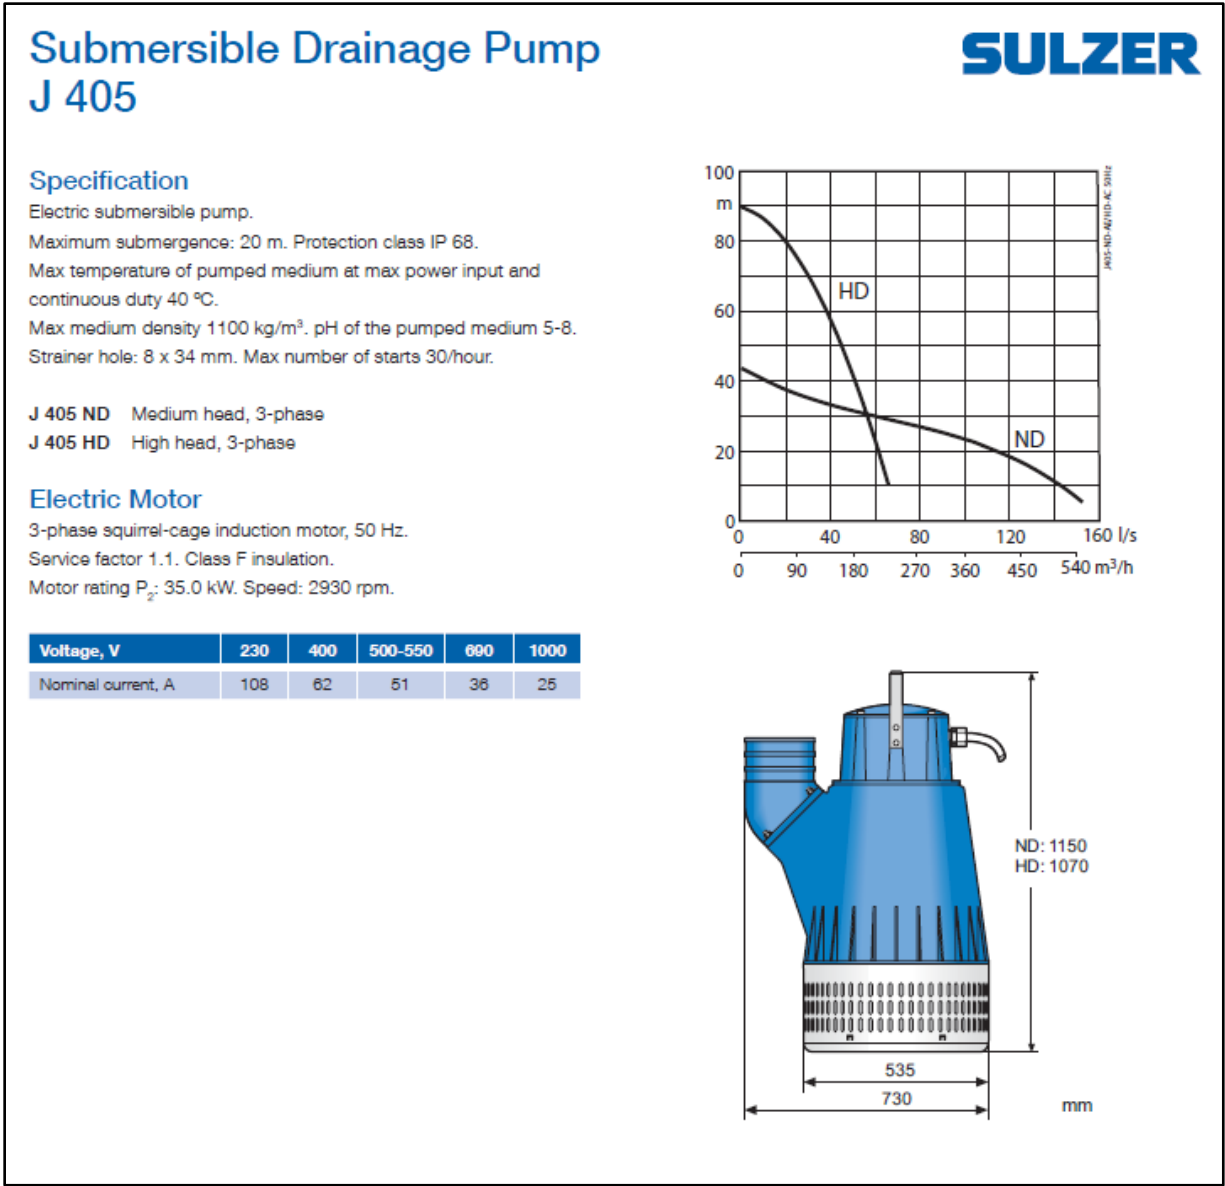 Submersible Drainage Pump
J 405
SULZER
Specification
Electric submersible pump.
Maximum submergence: 20 m. Protection class IP 68.
Max temperature of pumped medium at max power input and
continuous duty 40 ºC.
Max medium density 1100 kg/m³. pH of the pumped medium 5-8.
Strainer hole: 8 x 34 mm. Max number of starts 30/hour.
J 405 ND Medium head, 3-phase
J 405 HD High head, 3-phase
Electric Motor
3-phase squirrel-cage induction motor, 50 Hz.
Service factor 1.1. Class F insulation.
Motor rating P₂: 35.0 kW. Speed: 2930 rpm.
Voltage, V 230 400 500-550 690 1000
Nominal current, A 108 62 51 36 25
100
m
80
60
40
20
0
HD
ND
0 40 80 120 160 l/s
0 90 180 270 360 450 540 m³/h
ND: 1150
HD: 1070
535
730
mm